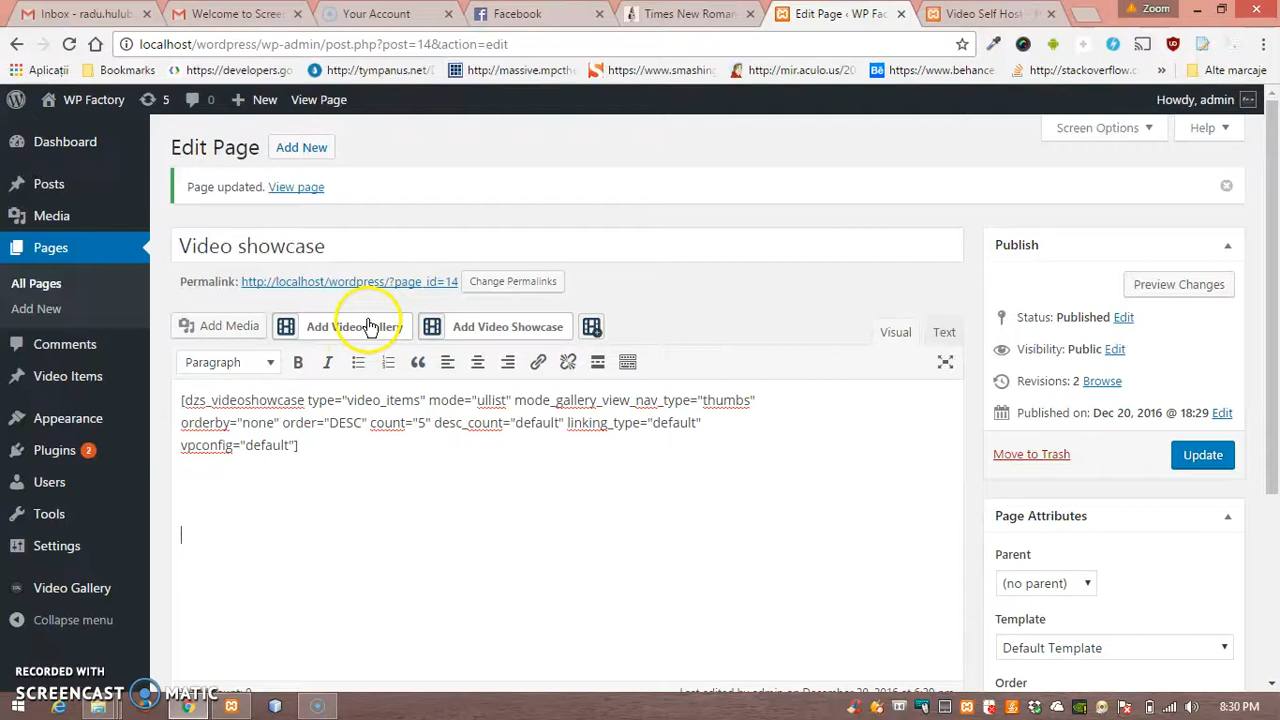 Inbox - radu.hulub
Welcome to Scree
Your Account
Facebook
Times New Roman
Edit Page ‹ WP Fac
Video Self Host
Zoom
localhost/wordpress/wp-admin/post.php?post=14&action=edit
Aplicații
Bookmarks
https://developers.go
http://tympanus.net/D
http://massive.mpcthe
https://www.smashing
http://mir.aculo.us/20
https://www.behance
http://stackoverflow.c
»
Alte marcaje
WP Factory
5
0
New
View Page
Howdy, admin
Dashboard
Posts
Media
Pages
All Pages
Add New
Comments
Video Items
Appearance
Plugins 2
Users
Tools
Settings
Video Gallery
Collapse menu
Edit Page
Add New
Screen Options
Help
Page updated. View page
Video showcase
Permalink: http://localhost/wordpress/?page_id=14
Change Permalinks
Add Media
Add Video Gallery
Add Video Showcase
Visual
Text
Paragraph
B
I
[dzs_videoshowcase type="video_items" mode="ullist" mode_gallery_view_nav_type="thumbs"
orderby="none" order="DESC" count="5" desc_count="default" linking_type="default"
vpconfig="default"]
Publish
Preview Changes
Status: Published Edit
Visibility: Public Edit
Revisions: 2 Browse
Published on: Dec 20, 2016 @ 18:29 Edit
Move to Trash
Update
Page Attributes
Parent
(no parent)
Template
Default Template
Order
RECORDED WITH
SCREENCAST MATIC
8:30 PM